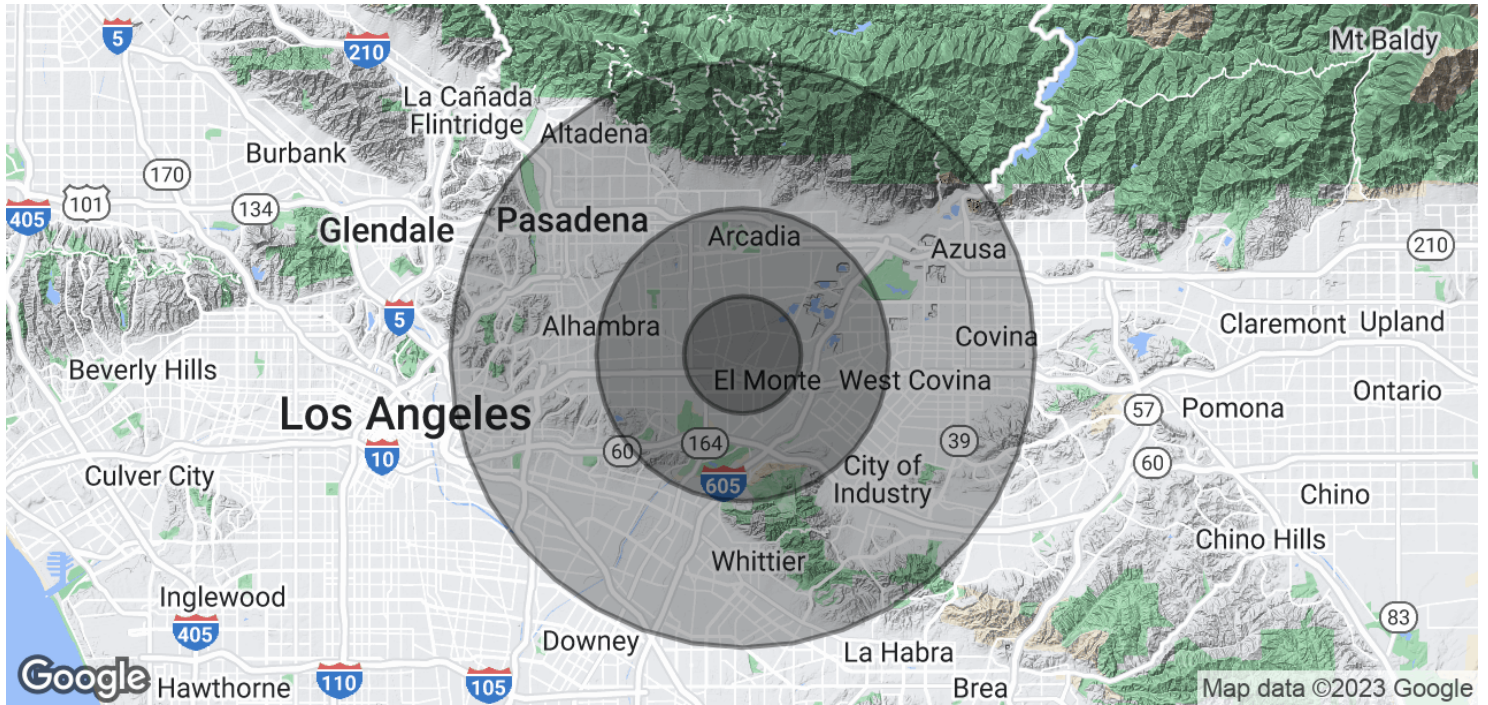 5
210
Mt Baldy
La Cañada
Flintridge
Altadena
Burbank
170
101
134
405
Glendale
Pasadena
Arcadia
Azusa
210
5
Alhambra
Covina
Claremont
Upland
Beverly Hills
El Monte
West Covina
Ontario
Los Angeles
57
Pomona
60
164
39
10
60
Culver City
605
City of
Industry
Chino
Whittier
Chino Hills
Inglewood
405
83
Downey
La Habra
Google
Hawthorne
110
105
Brea
Map data ©2023 Google